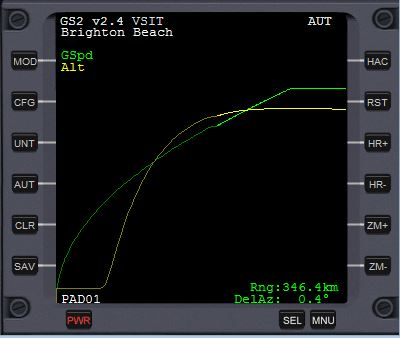 GS2 v2.4 VSIT AUT
Brighton Beach
GSpd
Alt
MOD HAC
CFG RST
UNT HR+
AUT HR-
CLR ZM+
SAV ZM-
Rng:346.4km
PAD01 DelAz: 0.4°
PWR SEL MNU